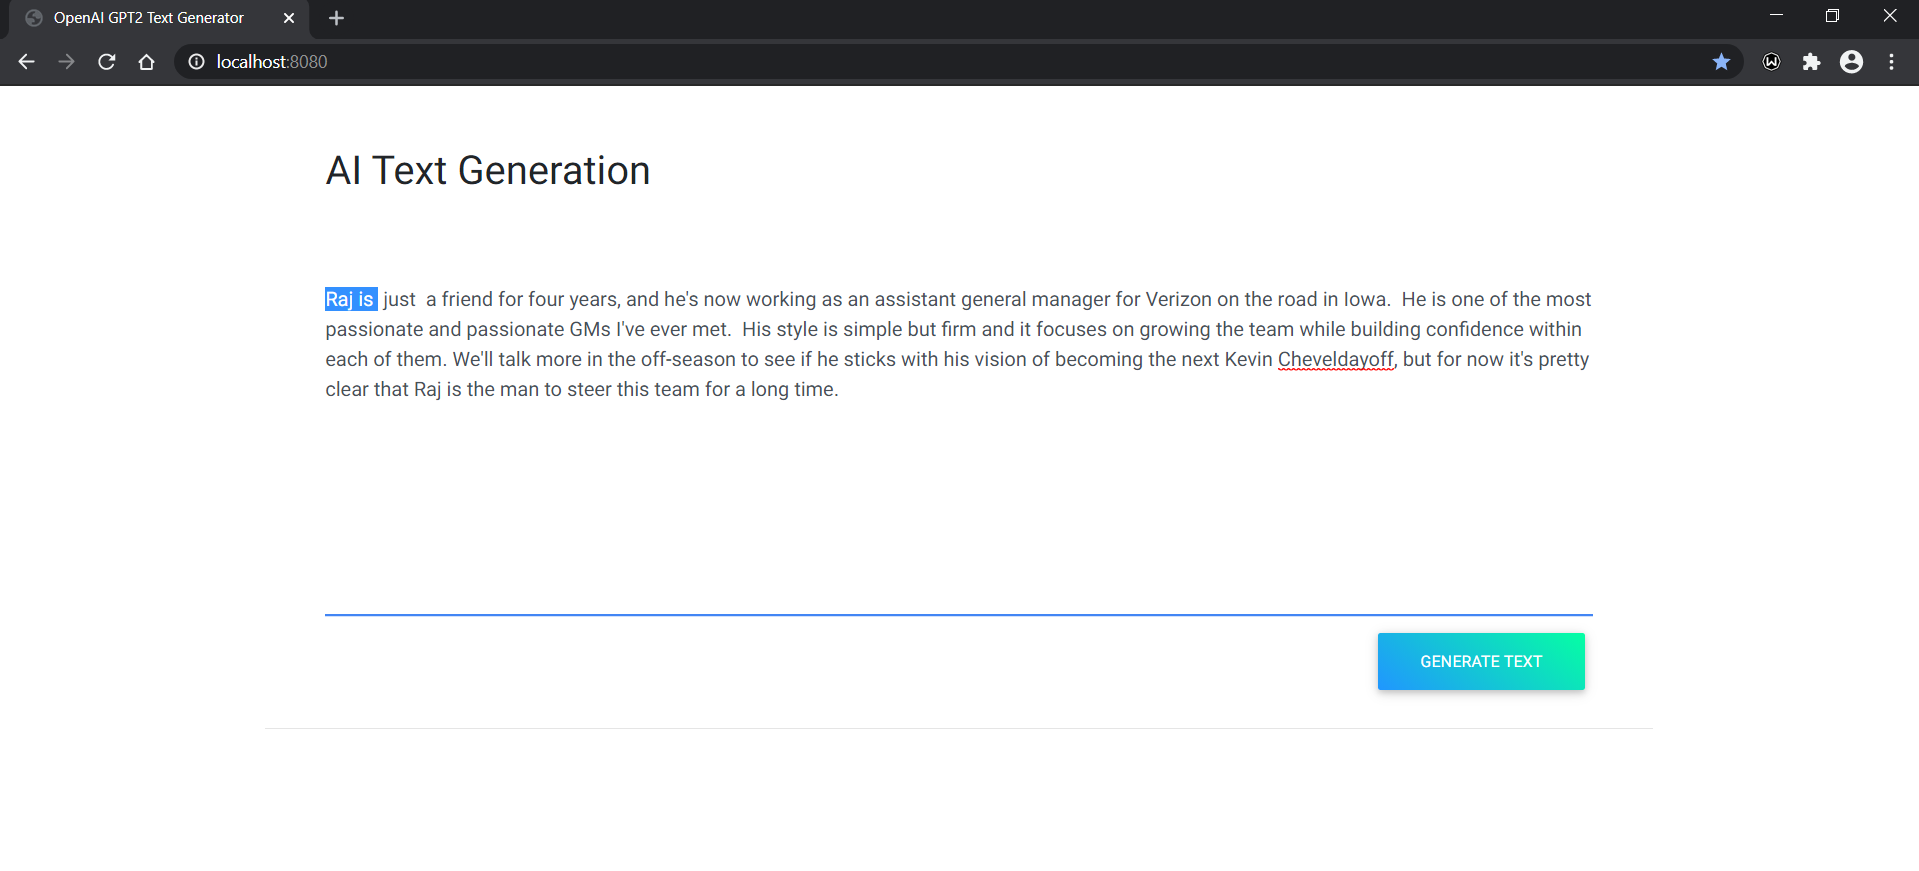 OpenAI GPT2 Text Generator
localhost:8080
AI Text Generation
Raj is just  a friend for four years, and he's now working as an assistant general manager for Verizon on the road in Iowa.  He is one of the most
passionate and passionate GMs I've ever met.  His style is simple but firm and it focuses on growing the team while building confidence within
each of them. We'll talk more in the off-season to see if he sticks with his vision of becoming the next Kevin Cheveldayoff, but for now it's pretty
clear that Raj is the man to steer this team for a long time.
GENERATE TEXT